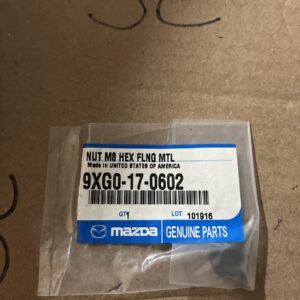 NUT M8 HEX FLNG MTL
Made in UNITED STATES OF AMERICA
9XG0-17-0602
QTY 1 LOT 101916
mazda GENUINE PARTS